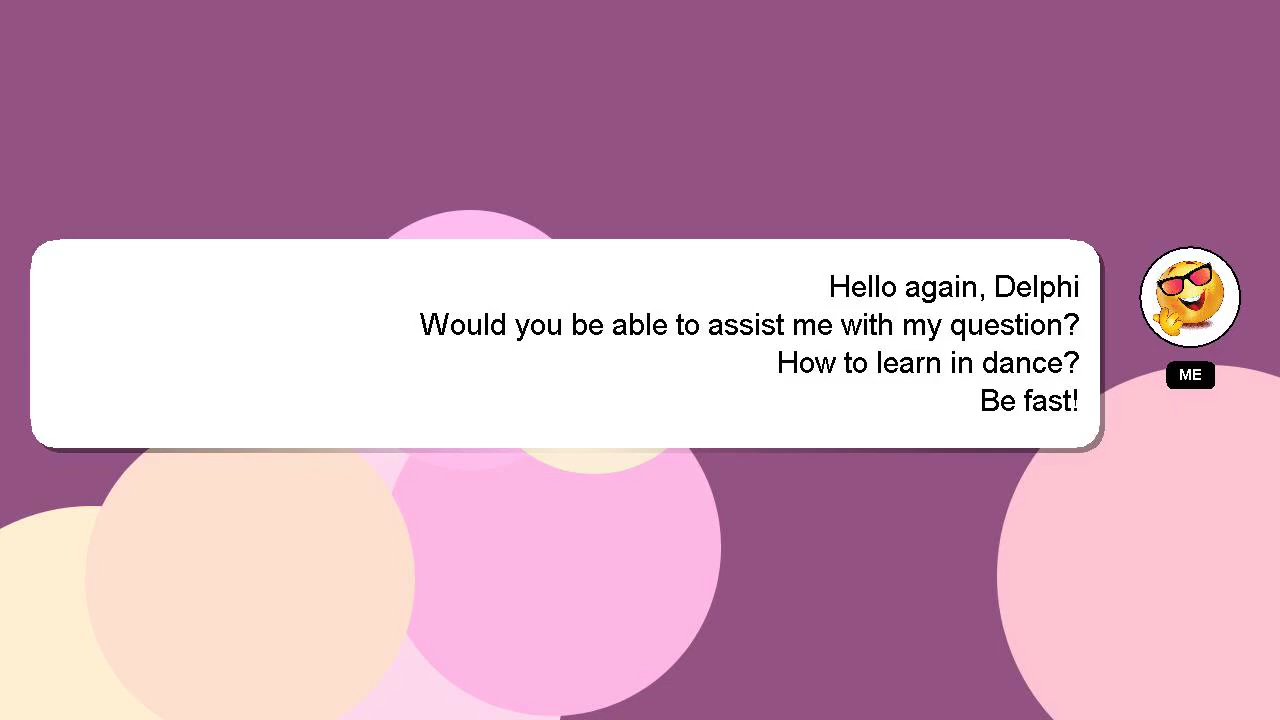 Hello again, Delphi
Would you be able to assist me with my question?
How to learn in dance?
Be fast!
ME